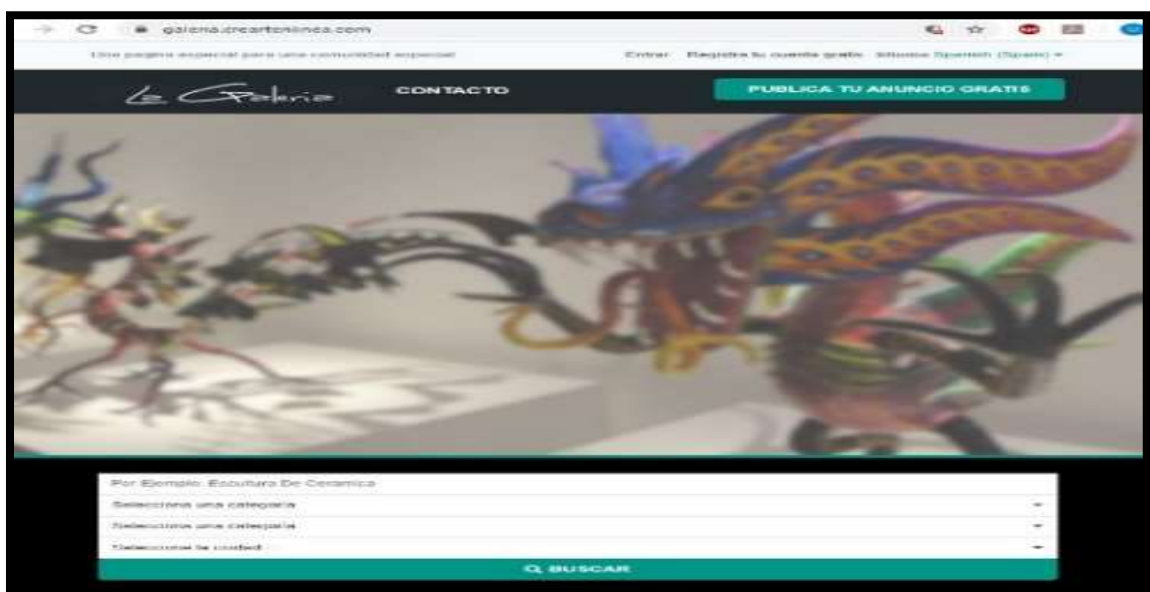 galeria.creartenlinea.com
Una pagina especial para una comunidad especial
Entrar Registra tu cuenta gratis Idioma Spanish (Spain)
La Galeria CONTACTO PUBLICA TU ANUNCIO GRATIS
Por Ejemplo: Escultura De Ceramica
Selecciona una categoria
Selecciona una categoria
Seleccione la ciudad
BUSCAR